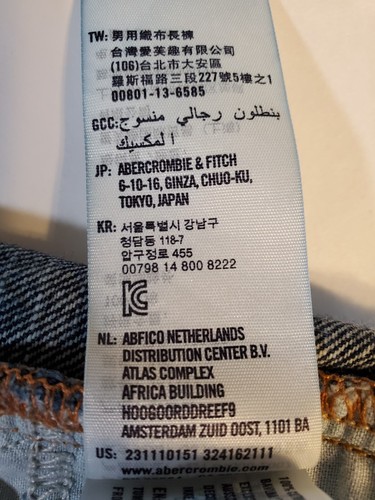 TW: 男用織布長褲
台灣愛芙趣有限公司
(106)台北市大安區
羅斯福路三段227號5樓之1
00801-13-6585
GCC: بنطلون رجالي منسوج
المكسيك
JP: ABERCROMBIE & FITCH
6-10-16, GINZA, CHUO-KU,
TOKYO, JAPAN
KR: 서울특별시 강남구
청담동 118-7
압구정로 455
00798 14 800 8222
NL: ABFICO NETHERLANDS
DISTRIBUTION CENTER B.V.
ATLAS COMPLEX
AFRICA BUILDING
HOOGOORDDREEF9
AMSTERDAM ZUID OOST, 1101 BA
US: 231110151 324162111
www.abercrombie.com